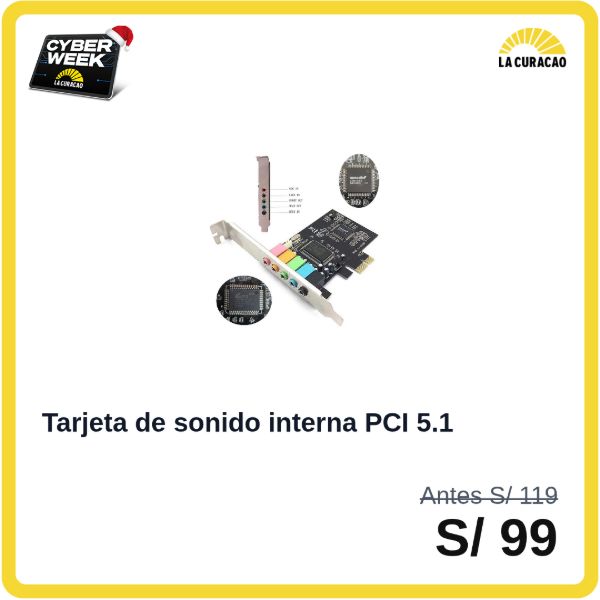 CYBER
WEEK
LA CURACAO
LA CURACAO
Tarjeta de sonido interna PCI 5.1
Antes S/ 119
S/ 99